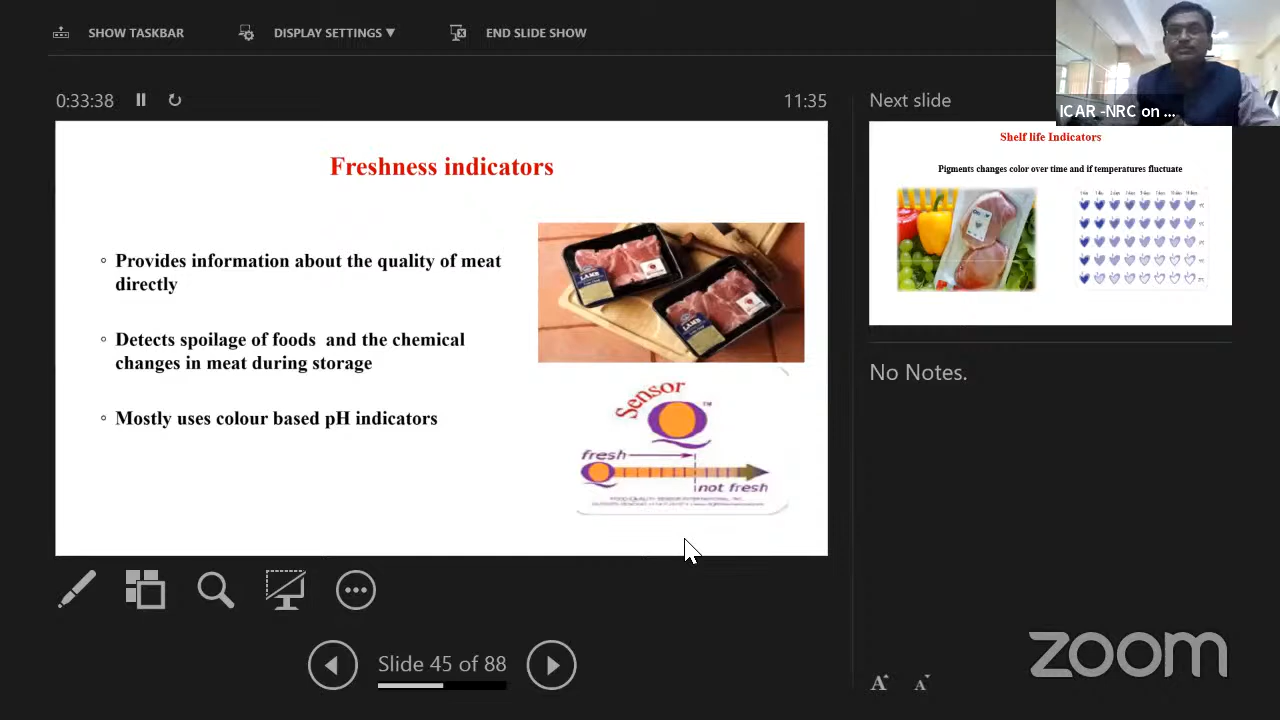 SHOW TASKBAR
DISPLAY SETTINGS ▼
END SLIDE SHOW
ICAR -NRC on ...
0:33:38
11:35
Next slide
Freshness indicators
◦ Provides information about the quality of meat
directly
◦ Detects spoilage of foods and the chemical
changes in meat during storage
◦ Mostly uses colour based pH indicators
LAMB
LAMB
Sensor
Q™
fresh
not fresh
Shelf life Indicators
Pigments changes color over time and if temperatures fluctuate
No Notes.
Slide 45 of 88
A A
zoom